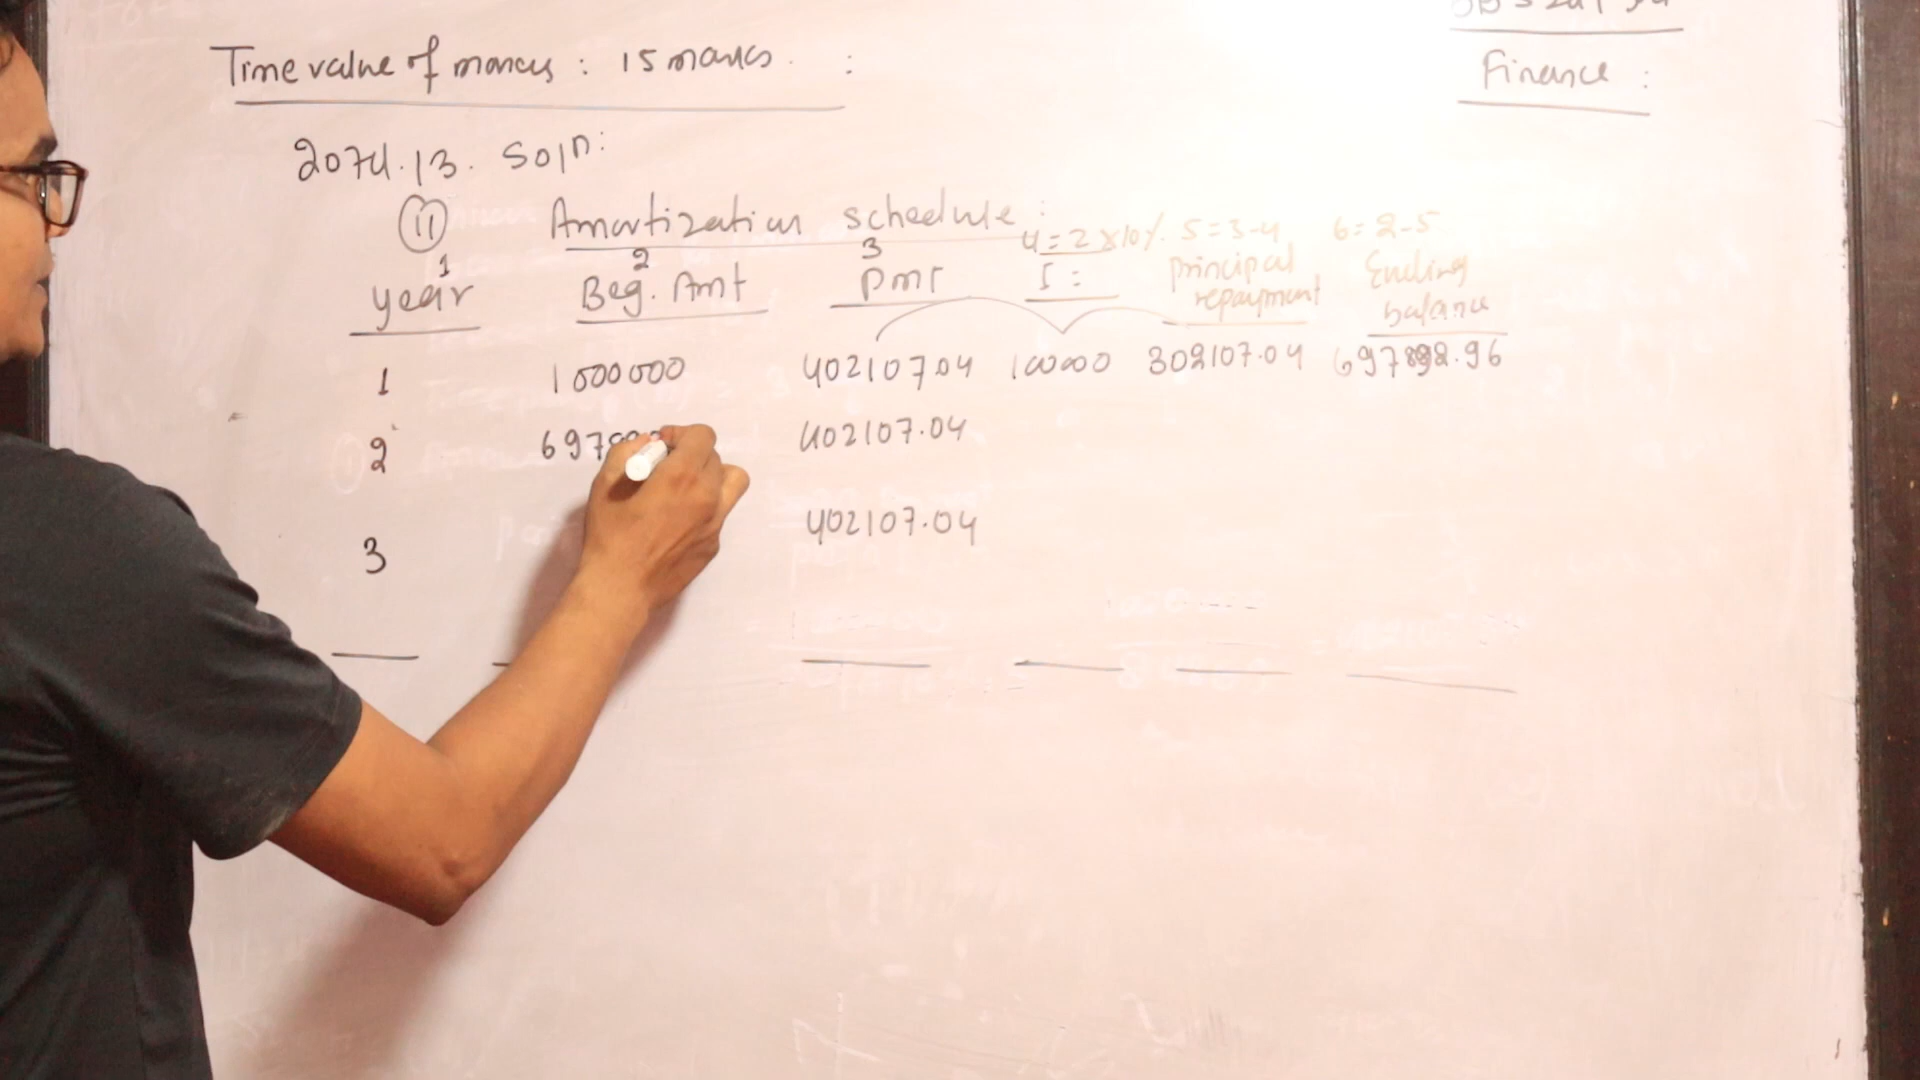 Time value of money : 15 marks. :
Finance :
2074.13. Soln:
(ii) Amortization schedule :
4=2×10%. 5=3-4 6=2-5
1 2 3
year Beg. Amt Pmt I : principal repayment Ending balance
1 1000000 402107.04 100000 302107.04 697892.96
2 402107.04
3 402107.04